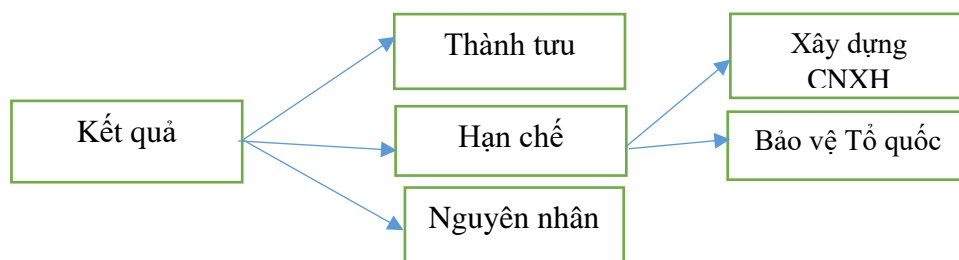 Thành tưu
Xây dựng
CNXH
Kết quả
Hạn chế
Bảo vệ Tổ quốc
Nguyên nhân